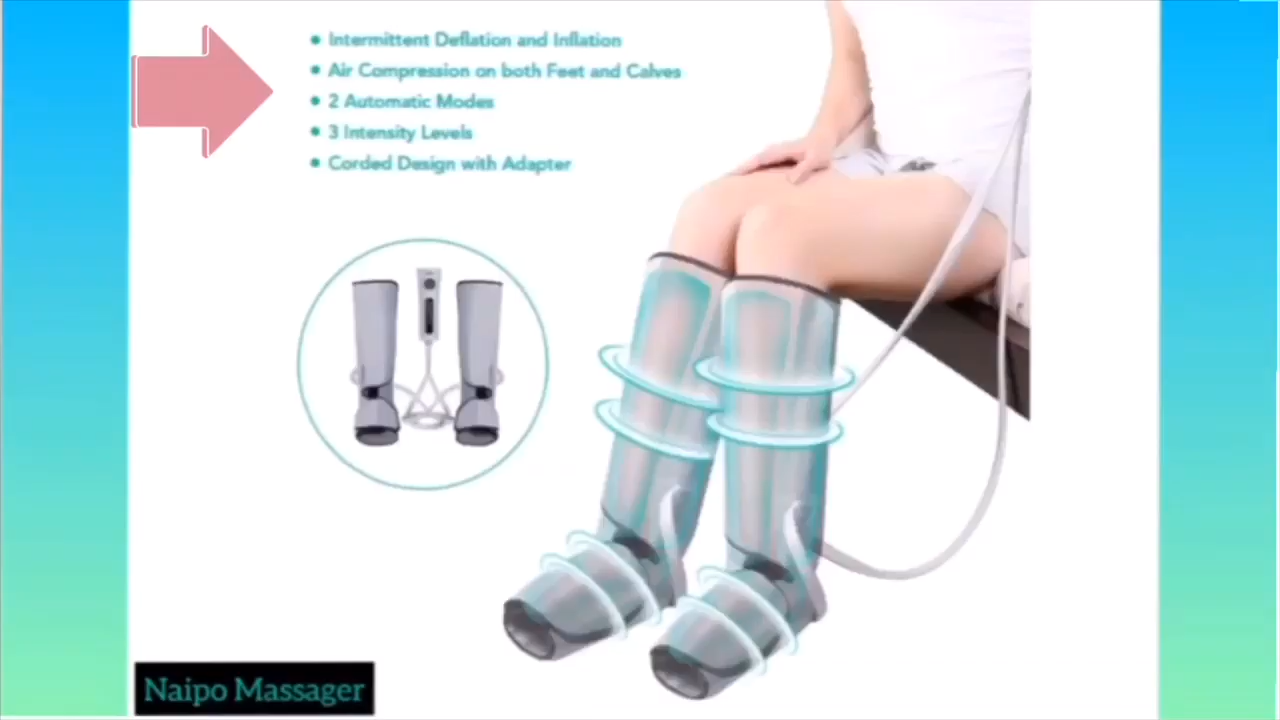 Intermittent Deflation and Inflation
Air Compression on both Feet and Calves
2 Automatic Modes
3 Intensity Levels
Corded Design with Adapter
Naipo Massager